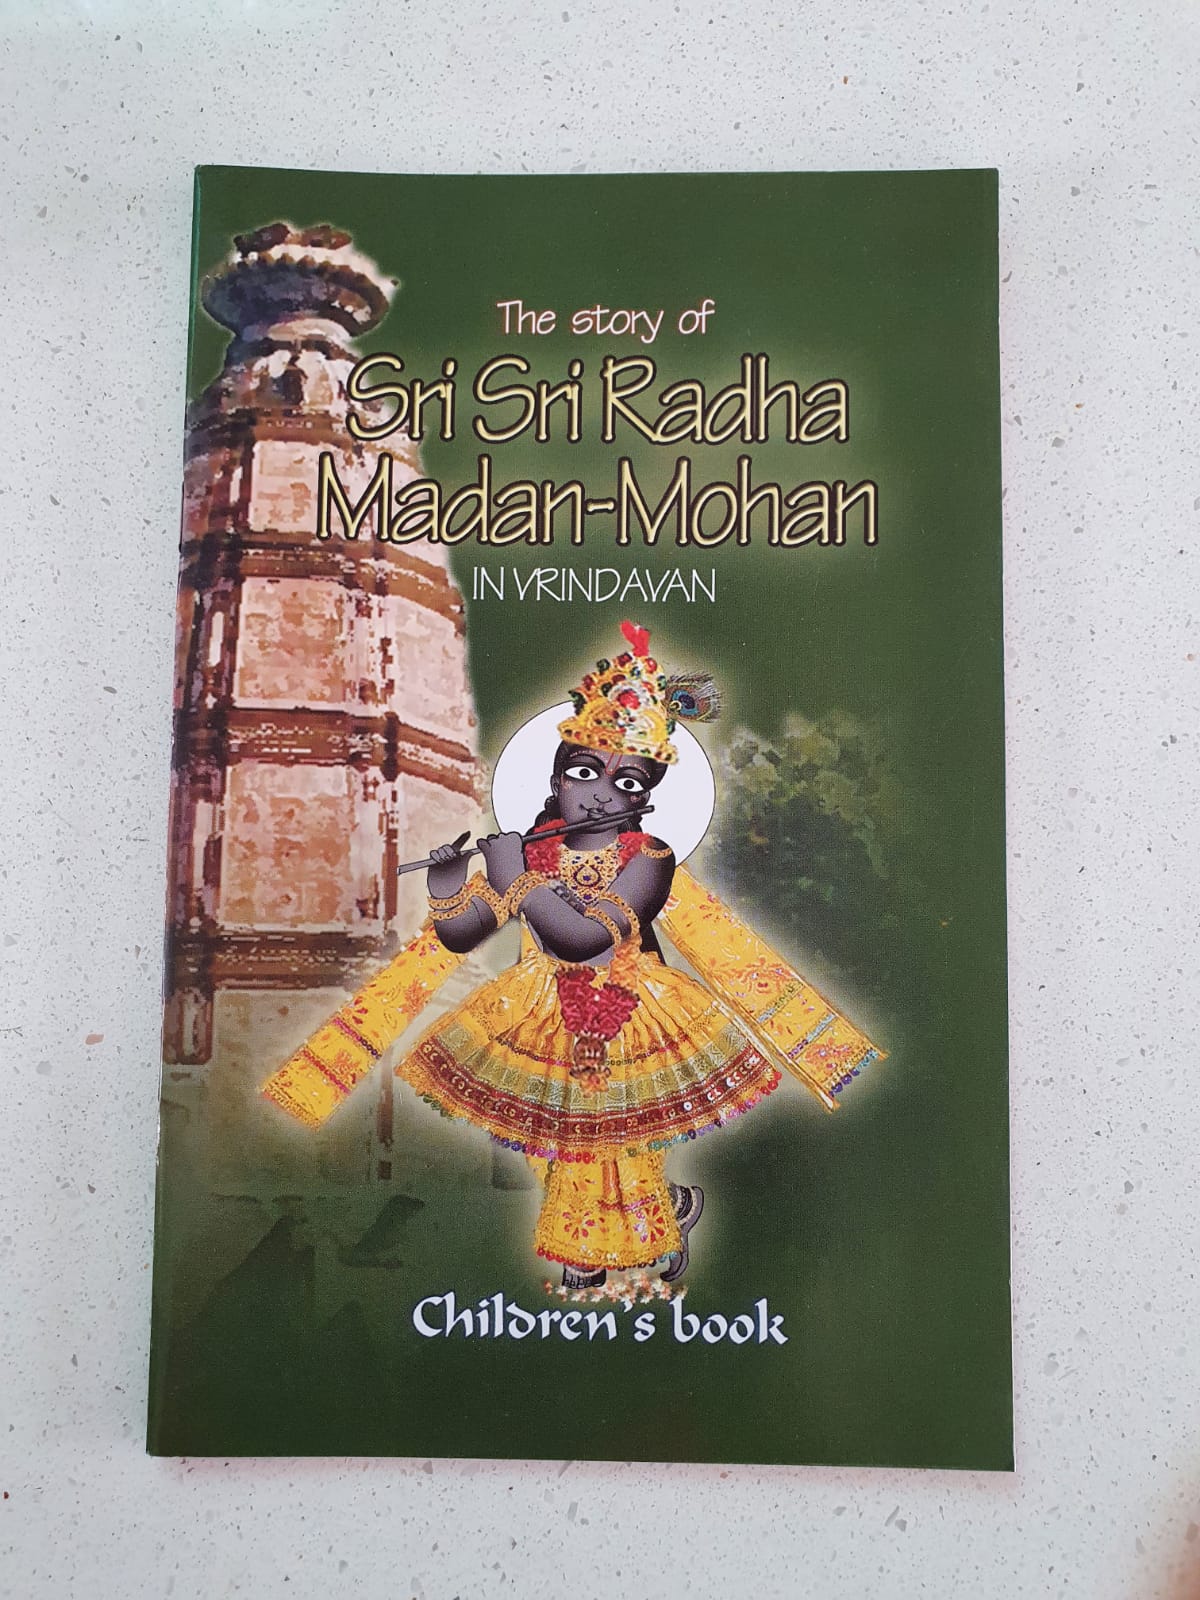 The story of
Sri Sri Radha
Madan-Mohan
IN VRINDAVAN
Children's book